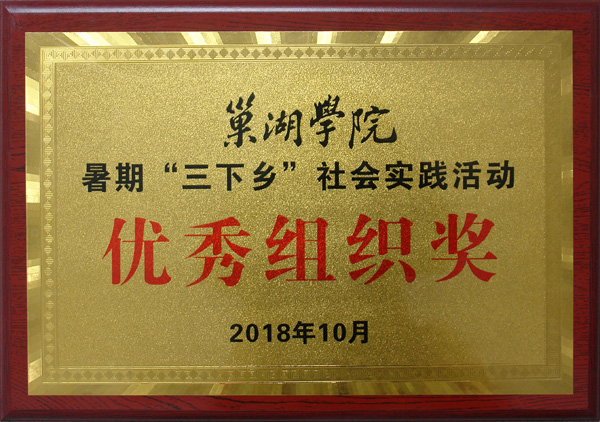 巢湖學院
暑期“三下乡”社会实践活动
优秀组织奖
2018年10月